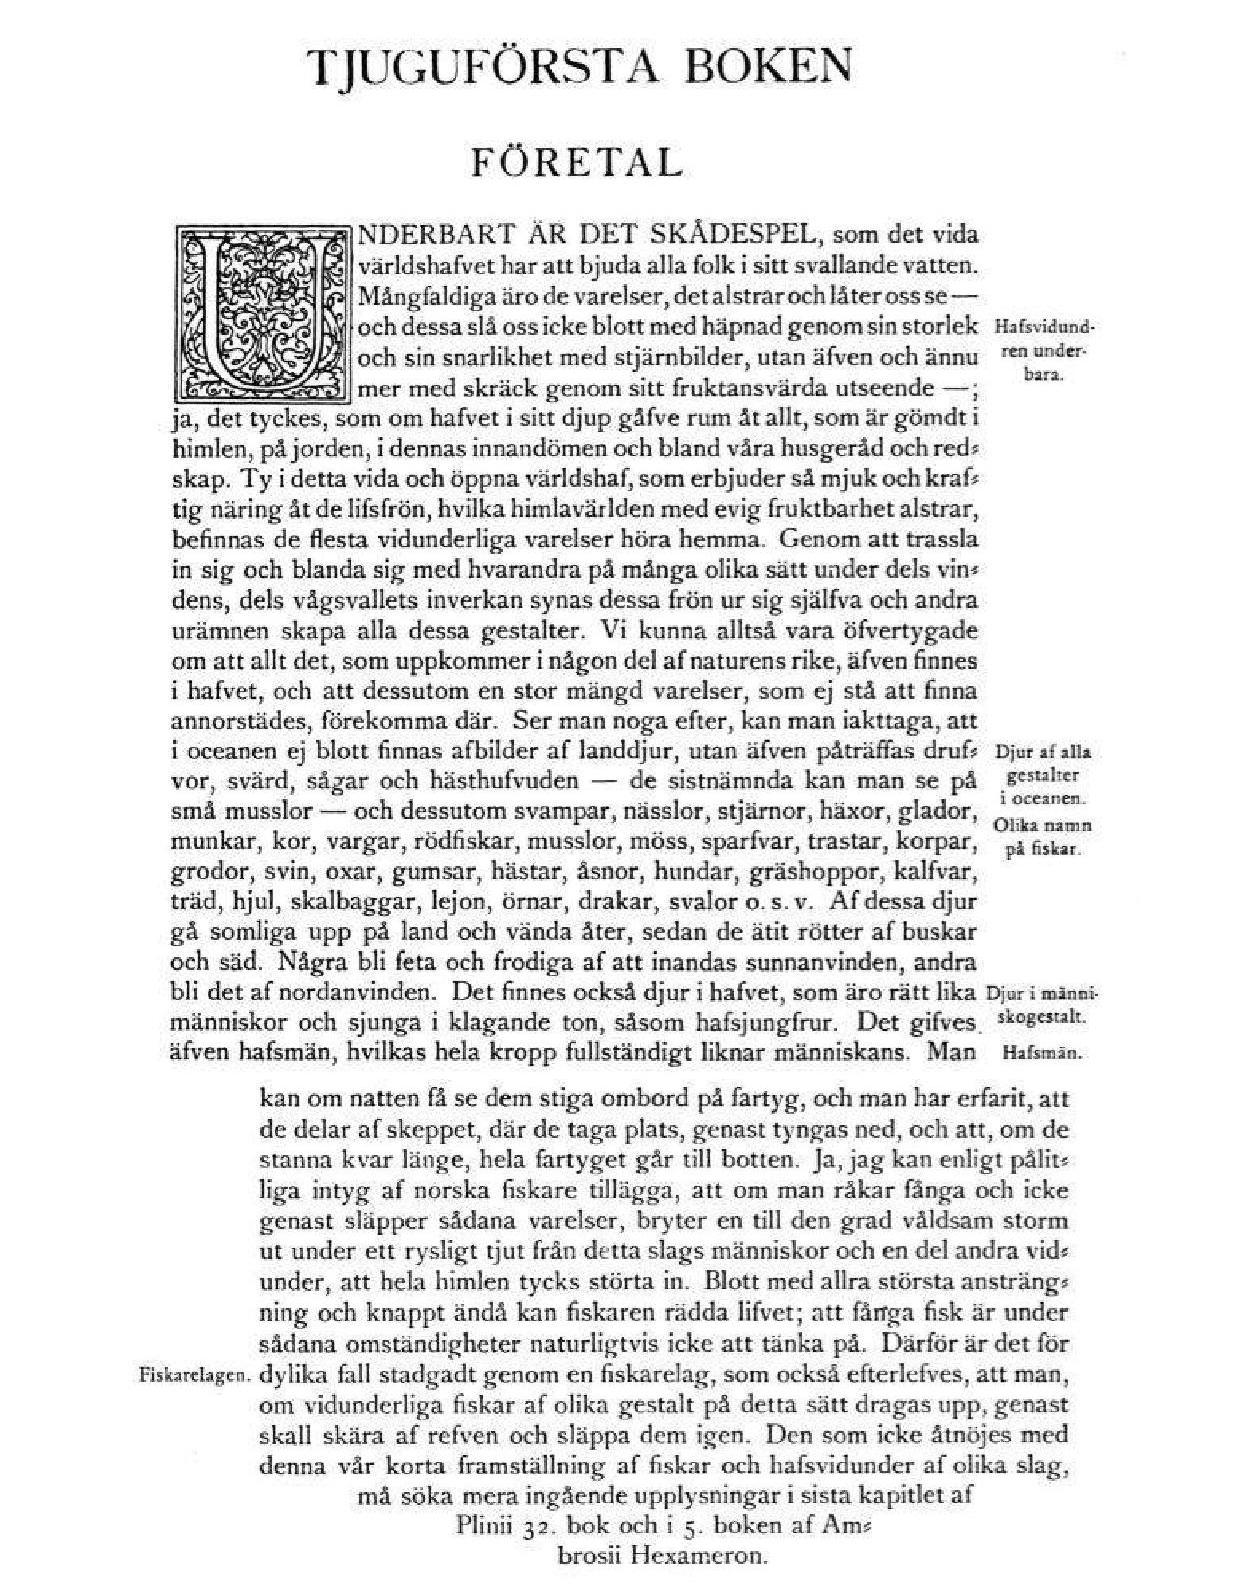 TJUGUFÖRSTA BOKEN
FÖRETAL
UNDERBART ÄR DET SKÅDESPEL, som det vida
världshafvet har att bjuda alla folk i sitt svallande vatten.
Mångfaldiga äro de varelser, det alstrar och låter oss se —
och dessa slå oss icke blott med häpnad genom sin storlek
och sin snarlikhet med stjärnbilder, utan äfven och ännu
mer med skräck genom sitt fruktansvärda utseende —;
ja, det tyckes, som om hafvet i sitt djup gåfve rum åt allt, som är gömdt i
himlen, på jorden, i dennas innandömen och bland våra husgeråd och red-
skap. Ty i detta vida och öppna världshaf, som erbjuder så mjuk och kraf-
tig näring åt de lifsfrön, hvilka himlavärlden med evig fruktbarhet alstrar,
befinnas de flesta vidunderliga varelser höra hemma. Genom att trassla
in sig och blanda sig med hvarandra på många olika sätt under dels vin-
dens, dels vågsvallets inverkan synas dessa frön ur sig själfva och andra
urämnen skapa alla dessa gestalter. Vi kunna alltså vara öfvertygade
om att allt det, som uppkommer i någon del af naturens rike, äfven finnes
i hafvet, och att dessutom en stor mängd varelser, som ej stå att finna
annorstädes, förekomma där. Ser man noga efter, kan man iakttaga, att
i oceanen ej blott finnas afbilder af landdjur, utan äfven påträffas druf-
vor, svärd, sågar och hästhufvuden — de sistnämnda kan man se på
små musslor — och dessutom svampar, nässlor, stjärnor, häxor, glador,
munkar, kor, vargar, rödfiskar, musslor, möss, sparfvar, trastar, korpar,
grodor, svin, oxar, gumsar, hästar, åsnor, hundar, gräshoppor, kalfvar,
träd, hjul, skalbaggar, lejon, örnar, drakar, svalor o. s. v. Af dessa djur
gå somliga upp på land och vända åter, sedan de ätit rötter af buskar
och säd. Några bli feta och frodiga af att inandas sunnanvinden, andra
bli det af nordanvinden. Det finnes också djur i hafvet, som äro rätt lika
människor och sjunga i klagande ton, såsom hafsjungfrur. Det gifves
äfven hafsmän, hvilkas hela kropp fullständigt liknar människans. Man
Hafsvidund-
ren under-
bara.
Djur af alla
gestalter
i oceanen.
Olika namn
på fiskar.
Djur i männi-
skogestalt.
Hafsmän.
kan om natten få se dem stiga ombord på fartyg, och man har erfarit, att
de delar af skeppet, där de taga plats, genast tyngas ned, och att, om de
stanna kvar länge, hela fartyget går till botten. Ja, jag kan enligt pålit-
liga intyg af norska fiskare tillägga, att om man råkar fånga och icke
genast släpper sådana varelser, bryter en till den grad våldsam storm
ut under ett rysligt tjut från detta slags människor och en del andra vid-
under, att hela himlen tycks störta in. Blott med allra största ansträng-
ning och knappt ändå kan fiskaren rädda lifvet; att fånga fisk är under
sådana omständigheter naturligtvis icke att tänka på. Därför är det för
dylika fall stadgadt genom en fiskarelag, som också efterlefves, att man,
om vidunderliga fiskar af olika gestalt på detta sätt dragas upp, genast
skall skära af refven och släppa dem igen. Den som icke åtnöjes med
denna vår korta framställning af fiskar och hafsvidunder af olika slag,
må söka mera ingående upplysningar i sista kapitlet af
Plinii 32. bok och i 5. boken af Am-
brosii Hexameron.
Fiskarelagen.